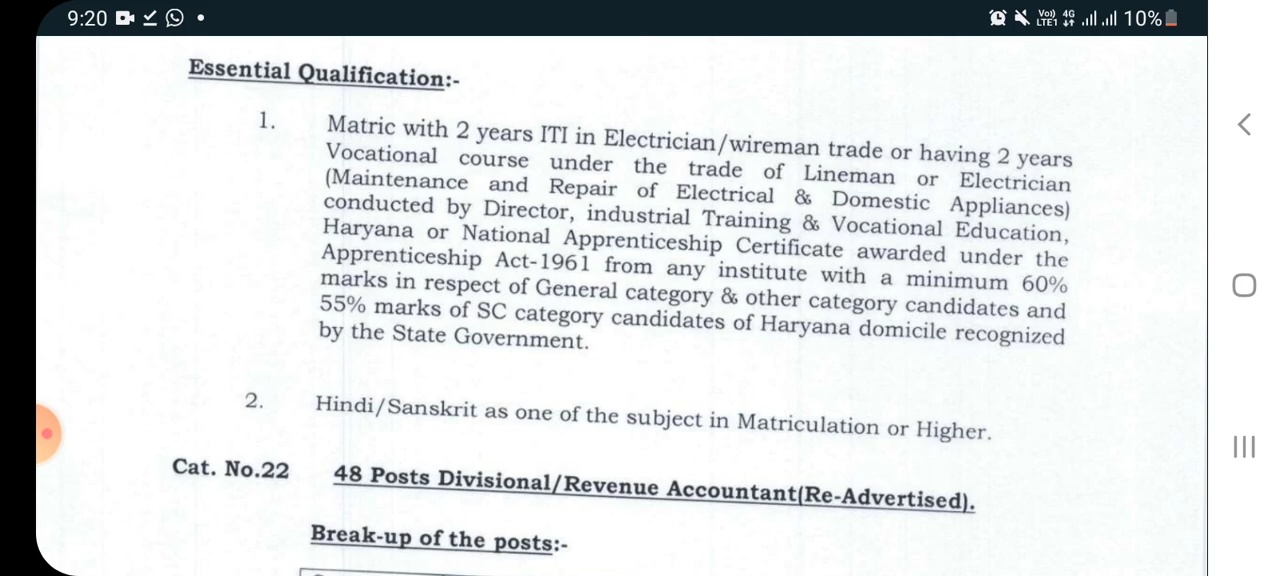 9:20
Vo) LTE1 4G 10%
Essential Qualification:-
1. Matric with 2 years ITI in Electrician/wireman trade or having 2 years
Vocational course under the trade of Lineman or Electrician
(Maintenance and Repair of Electrical & Domestic Appliances)
conducted by Director, industrial Training & Vocational Education,
Haryana or National Apprenticeship Certificate awarded under the
Apprenticeship Act-1961 from any institute with a minimum 60%
marks in respect of General category & other category candidates and
55% marks of SC category candidates of Haryana domicile recognized
by the State Government.
2. Hindi/Sanskrit as one of the subject in Matriculation or Higher.
Cat. No.22 48 Posts Divisional/Revenue Accountant(Re-Advertised).
Break-up of the posts:-